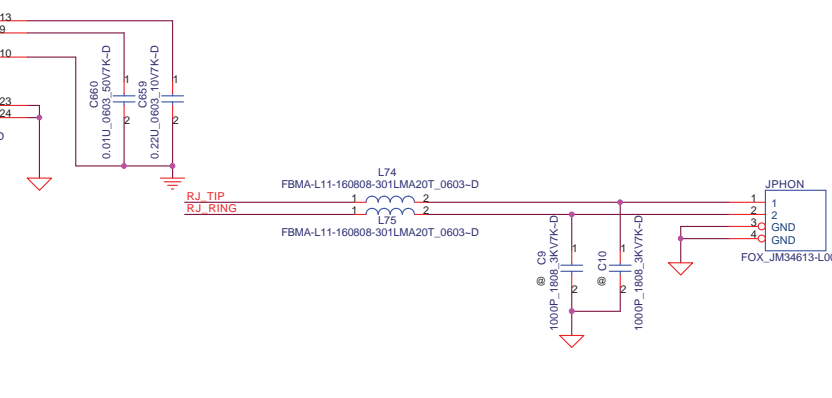 13
9
10
23
24
C660
0.01U_0603_50V7K~D
1
2
C659
0.22U_0603_10V7K~D
1
2
L74
FBMA-L11-160808-301LMA20T_0603~D
RJ_TIP
1
2
RJ_RING
1
2
L75
FBMA-L11-160808-301LMA20T_0603~D
@ C9
1000P_1808_3KV7K~D
1
2
@ C10
1000P_1808_3KV7K~D
1
2
JPHON
1
1
2
2
3
GND
4
GND
FOX_JM34613-L00